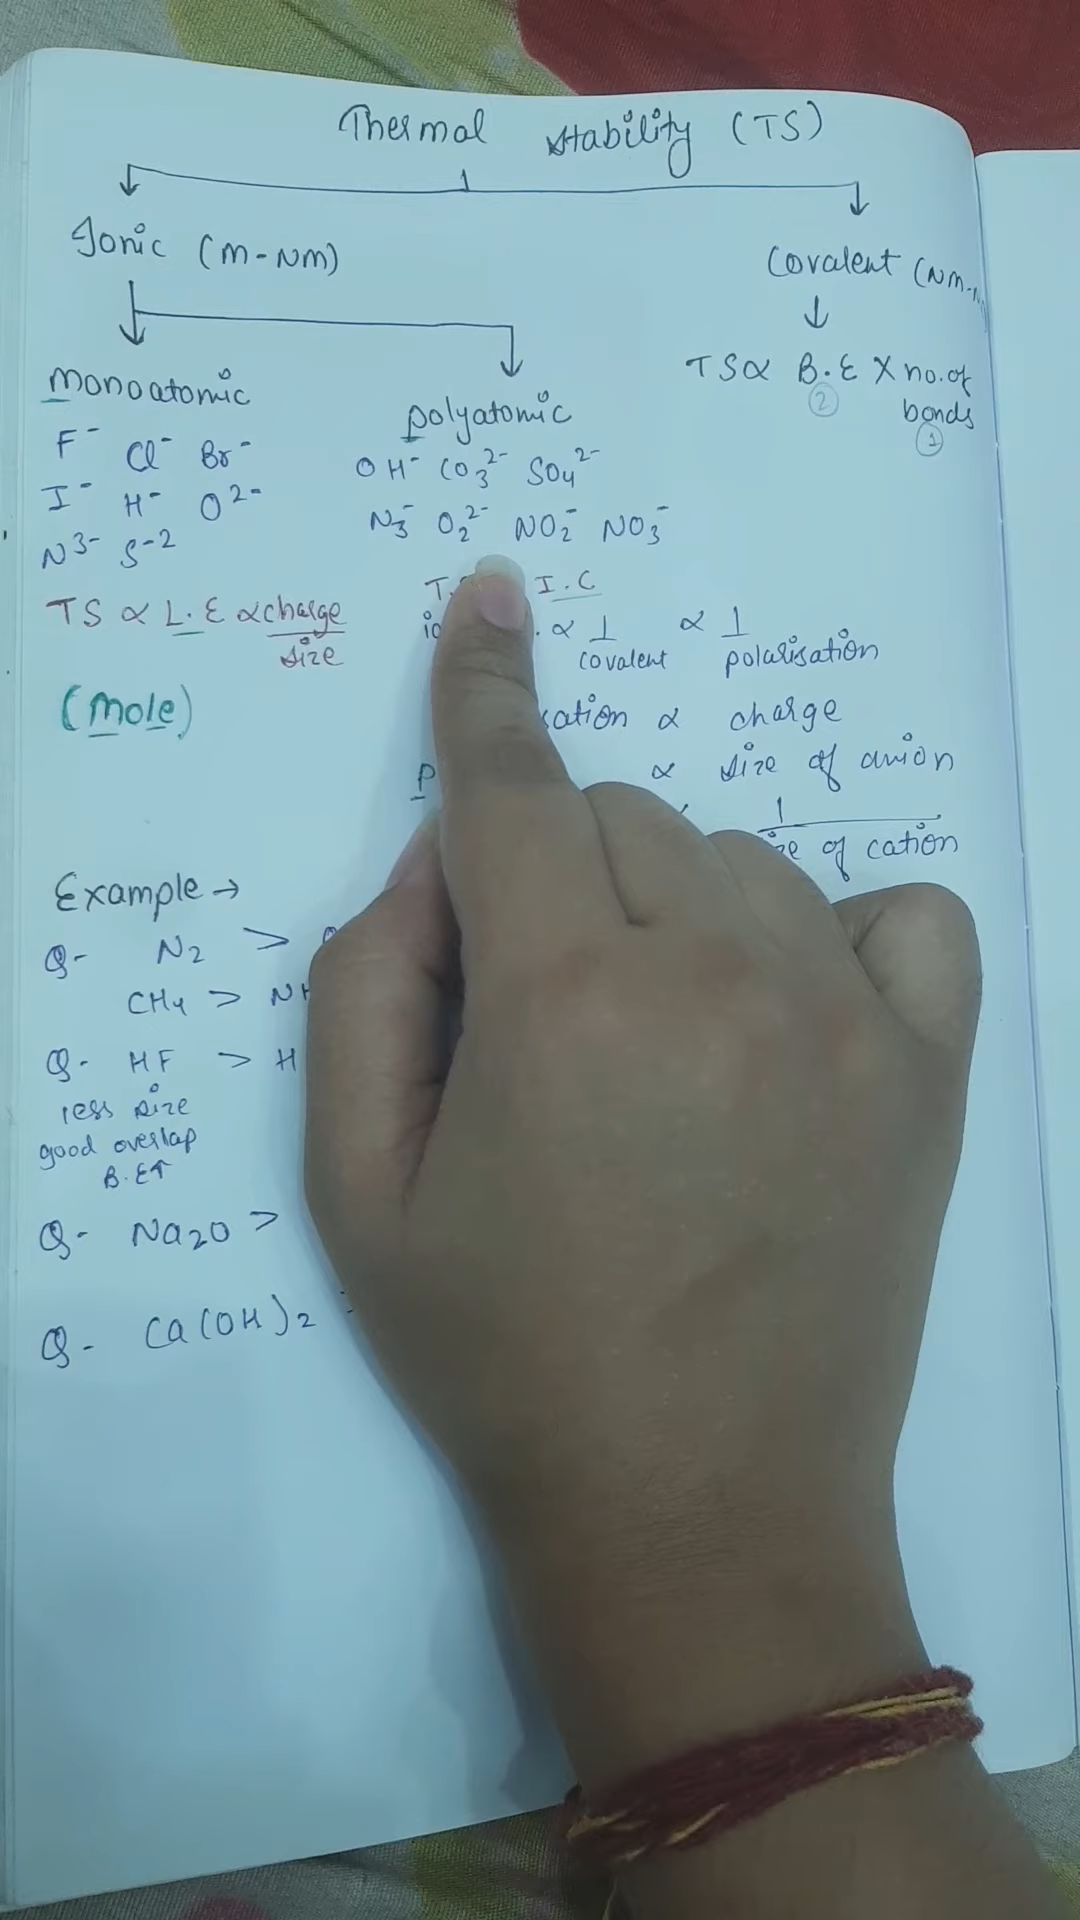 Thermal stability (TS)
Ionic (M-NM)
Monoatomic
F⁻ Cl⁻ Br⁻
I⁻ H⁻ O²⁻
N³⁻ S⁻²
TS ∝ L.E ∝ charge
size
(Mole)
polyatomic
OH⁻ CO₃²⁻ SO₄²⁻
N₃⁻ O₂²⁻ NO₂⁻ NO₃⁻
I.C
∝ 1 ∝ 1
covalent polarisation
∝ charge
∝ size of anion
1
of cation
Covalent
↓
TS ∝ B.E X no. of
② bonds
①
Example →
Q- N₂ >
CH₄ >
Q- HF >
less size
good overlap
B.E↑
Q- Na₂O >
Q- Ca(OH)₂